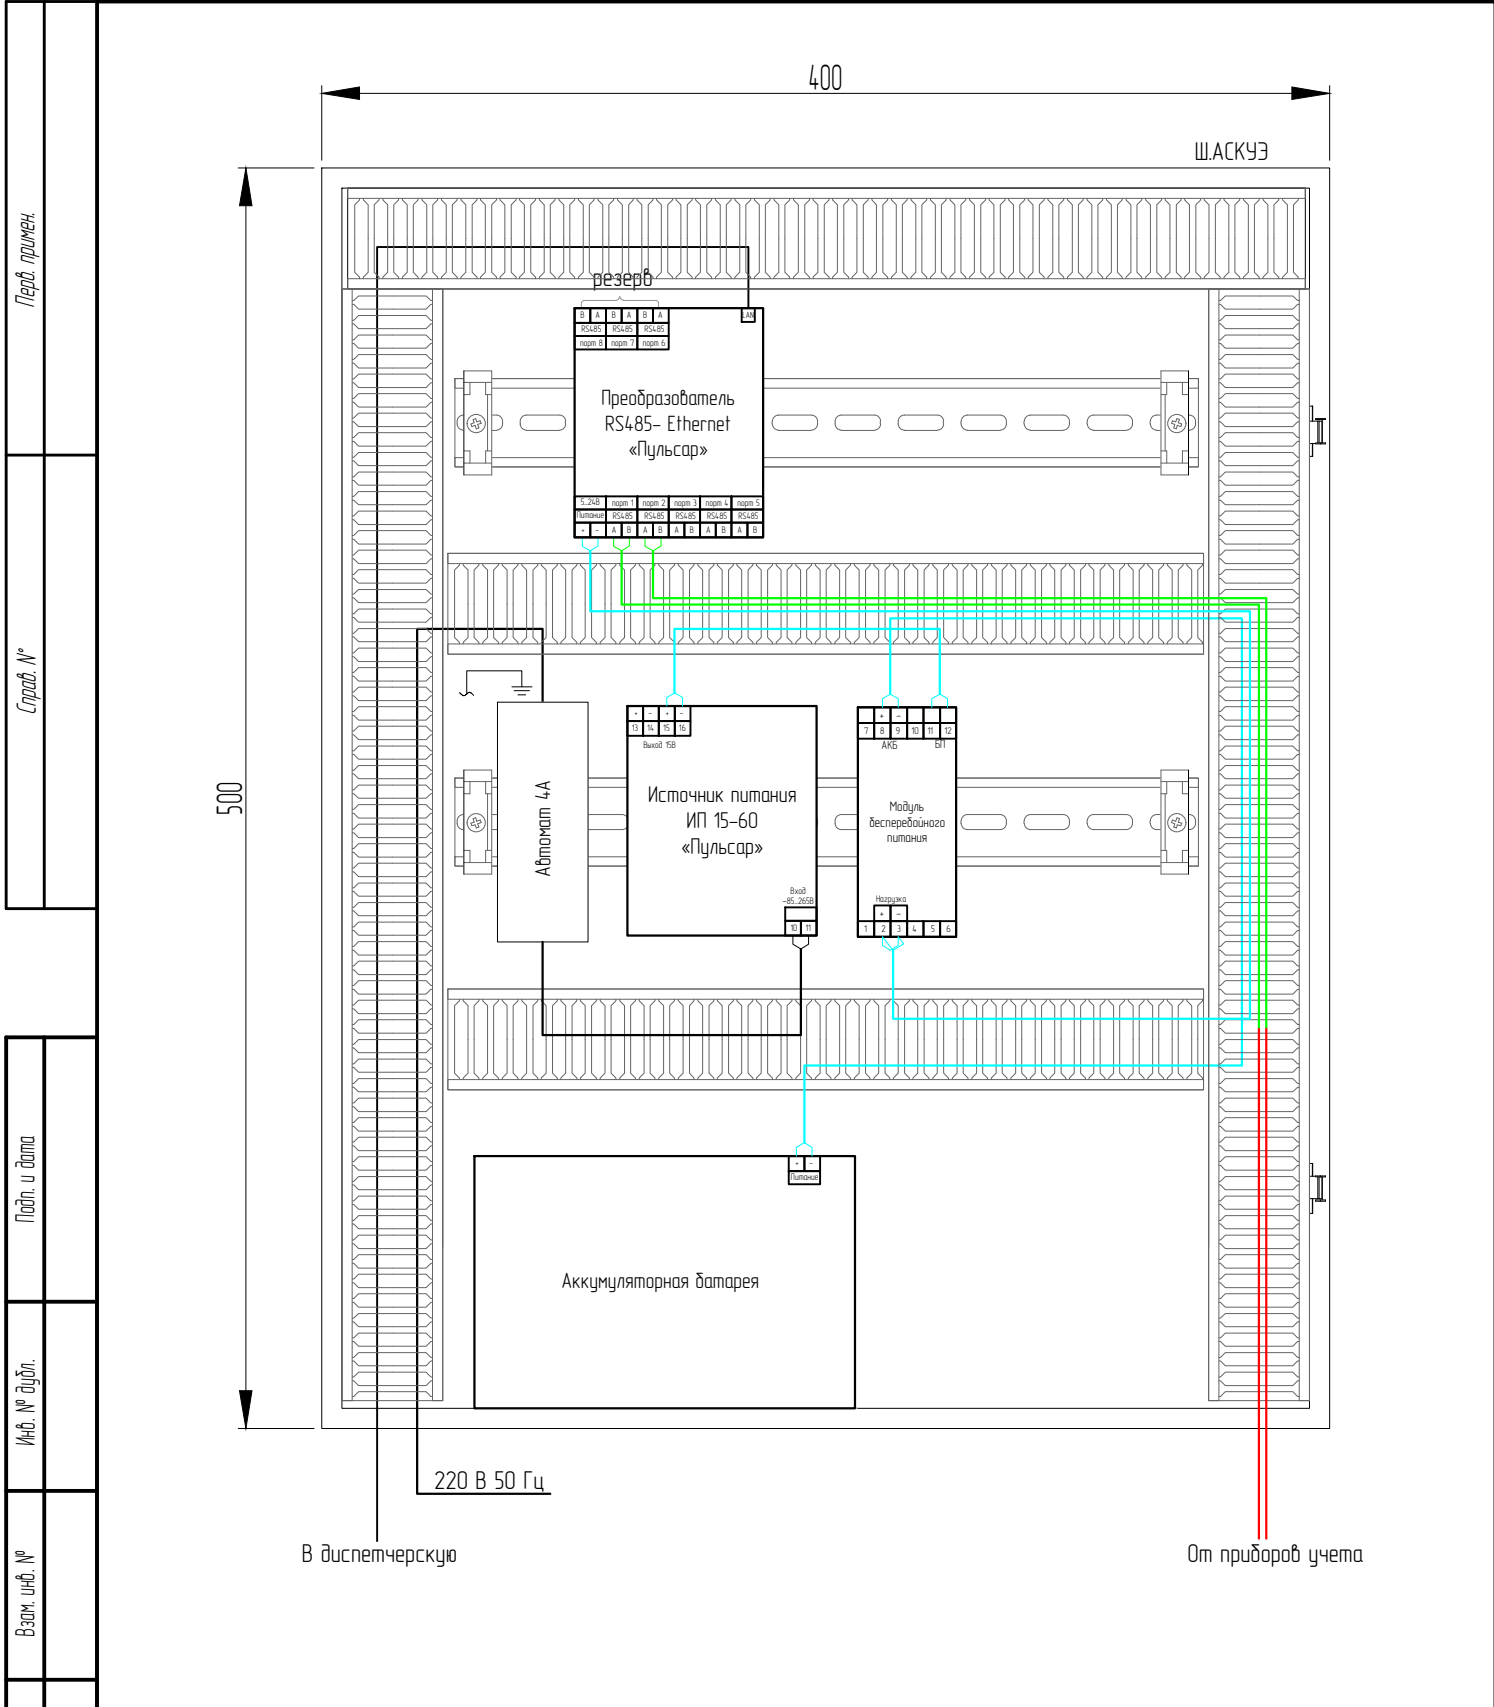 400
Ш.АСКУЭ
Перв. примен.
резерв
B A B A B A
LAN
RS485 RS485 RS485
порт 8 порт 7 порт 6
Преобразователь
RS485- Ethernet
«Пульсар»
5..24В порт 1 порт 2 порт 3 порт 4 порт 5
Питание RS485 RS485 RS485 RS485 RS485
+ - A B A B A B A B A B
Справ. №
500
Автомат 4А
+ - + -
13 14 15 16
Выход 15В
Источник питания
ИП 15-60
«Пульсар»
Вход
~85..265В
10 11
+ -
7 8 9 10 11 12
АКБ БП
Модуль
бесперебойного
питания
Нагрузка
+ -
1 2 3 4 5 6
+ -
Питание
Аккумуляторная батарея
Подп. и дата
Инв. № дубл.
Взам. инв. №
220 В 50 Гц
В диспетчерскую
От приборов учета